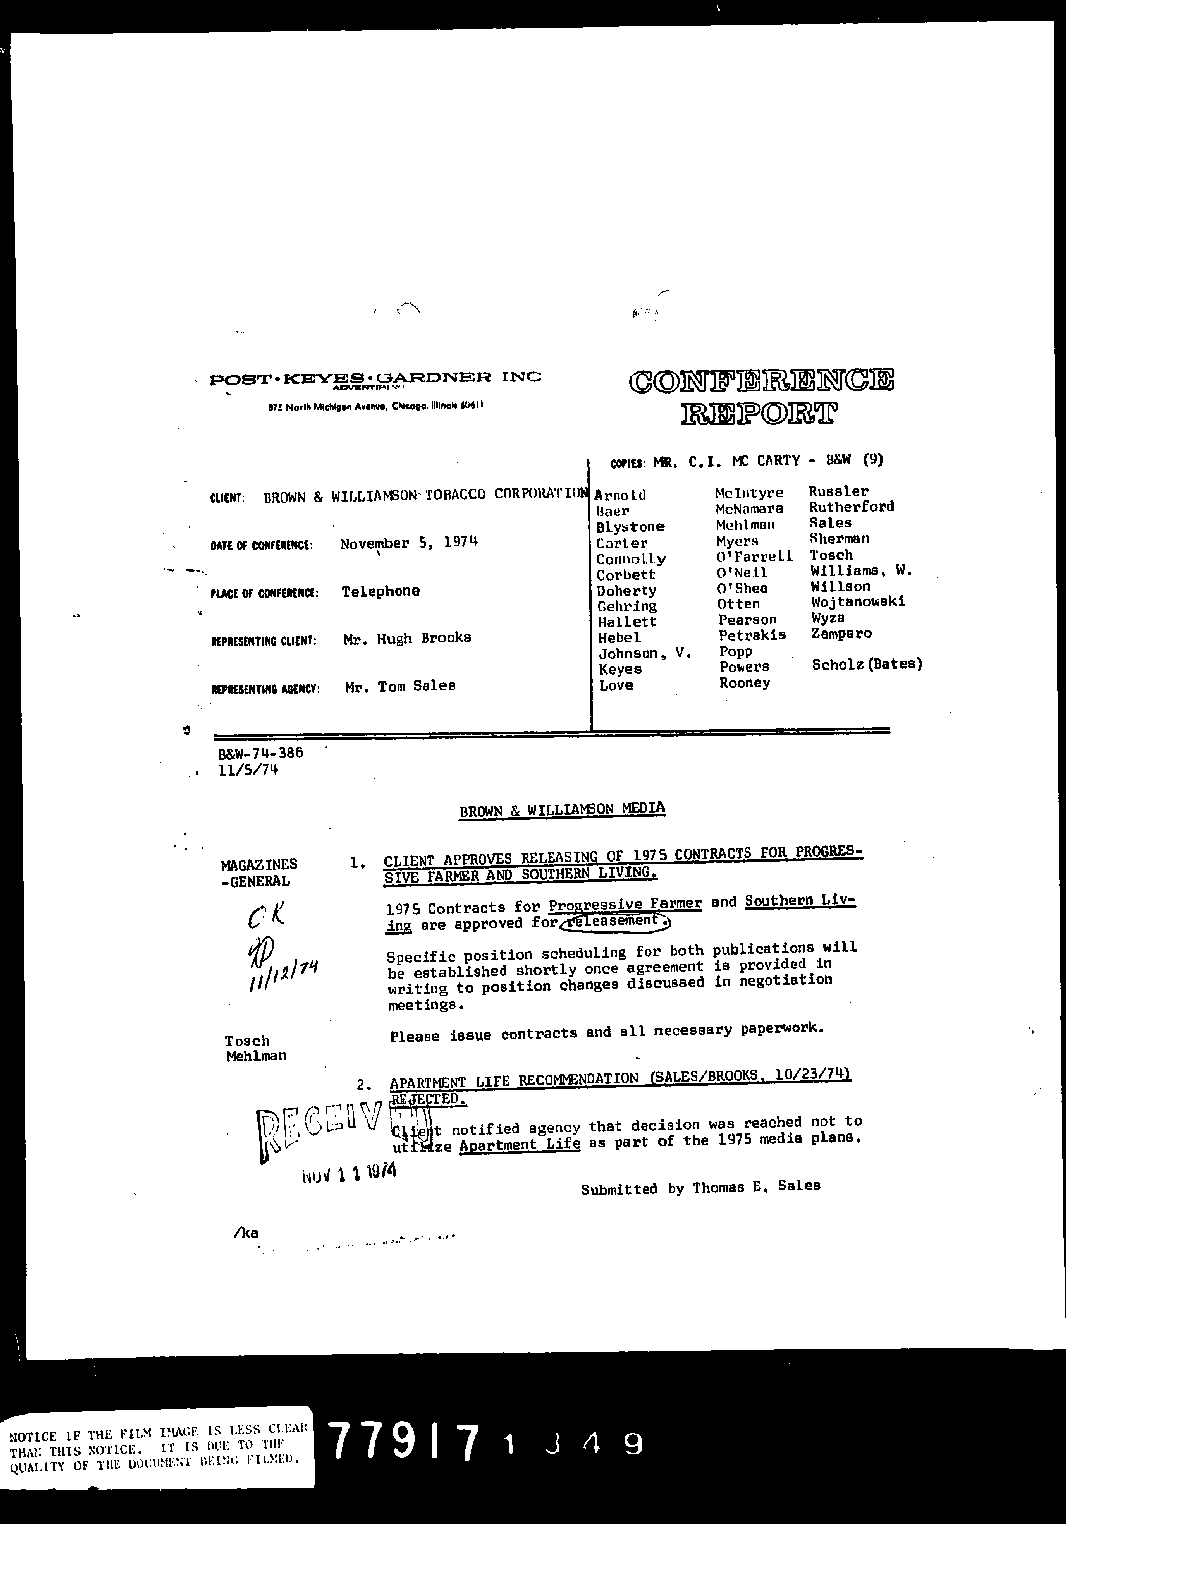 POST·KEYES·GARDNER INC
ADVERTISING
872 North Michigan Avenue, Chicago, Illinois 60611
CONFERENCE
REPORT
COPIES: MR. C.I. MC CARTY - B&W (9)
CLIENT: BROWN & WILLIAMSON TOBACCO CORPORATION
DATE OF CONFERENCE: November 5, 1974
PLACE OF CONFERENCE: Telephone
REPRESENTING CLIENT: Mr. Hugh Brooks
REPRESENTING AGENCY: Mr. Tom Sales
Arnold McIntyre Russler
Baer McNamara Rutherford
Blystone Mehlman Sales
Carter Myers Sherman
Connolly O'Farrell Tosch
Corbett O'Neil Williams, W.
Doherty O'Shea Willson
Gehring Otten Wojtanowski
Hallett Pearson Wyza
Hebel Petrakis Zamparo
Johnson, V. Popp
Keyes Powers Scholz(Bates)
Love Rooney
B&W-74-386
11/5/74
BROWN & WILLIAMSON MEDIA
MAGAZINES
-GENERAL
1. CLIENT APPROVES RELEASING OF 1975 CONTRACTS FOR PROGRES-
SIVE FARMER AND SOUTHERN LIVING.
1975 Contracts for Progressive Farmer and Southern Liv-
ing are approved for releasement.
OK
11/12/74
Specific position scheduling for both publications will
be established shortly once agreement is provided in
writing to position changes discussed in negotiation
meetings.
Tosch
Mehlman
Please issue contracts and all necessary paperwork.
2. APARTMENT LIFE RECOMMENDATION (SALES/BROOKS, 10/23/74)
REJECTED.
RECEIVED
NOV 11 1974
Client notified agency that decision was reached not to
utilize Apartment Life as part of the 1975 media plans.
Submitted by Thomas E. Sales
/ka
NOTICE IF THE FILM IMAGE IS LESS CLEAR
THAN THIS NOTICE. IT IS DUE TO THE
QUALITY OF THE DOCUMENT BEING FILMED.
77917 1349